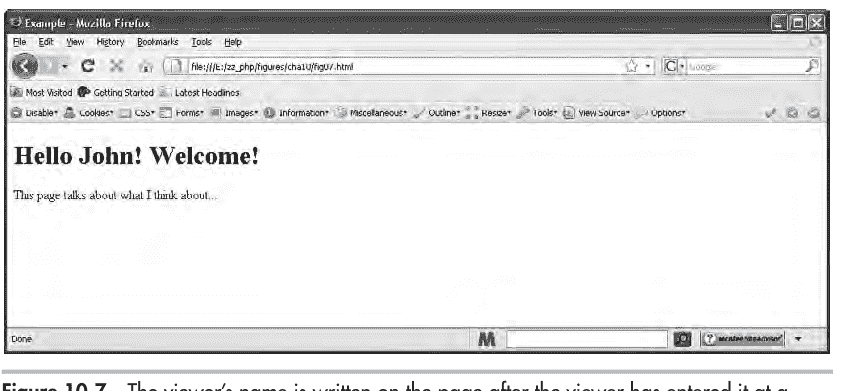 Example - Mozilla Firefox
File Edit View History Bookmarks Tools Help
file:///E:/zz_php/figures/cha10/fig07.html
Google
Most Visited Getting Started Latest Headlines
Disable Cookies CSS Forms Images Information Miscellaneous Outline Resize Tools View Source Options
Hello John! Welcome!
This page talks about what I think about...
Done
M
Figure 10-7 The viewer's name is written on the page after the viewer has entered it at a